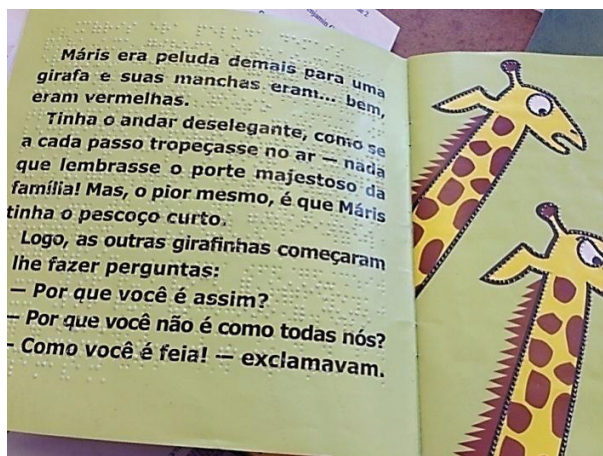 Máris era peluda demais para uma
girafa e suas manchas eram... bem,
eram vermelhas.
Tinha o andar deselegante, como se
a cada passo tropeçasse no ar — nada
que lembrasse o porte majestoso da
família! Mas, o pior mesmo, é que Máris
tinha o pescoço curto.
Logo, as outras girafinhas começaram
lhe fazer perguntas:
— Por que você é assim?
— Por que você não é como todas nós?
— Como você é feia! — exclamavam.